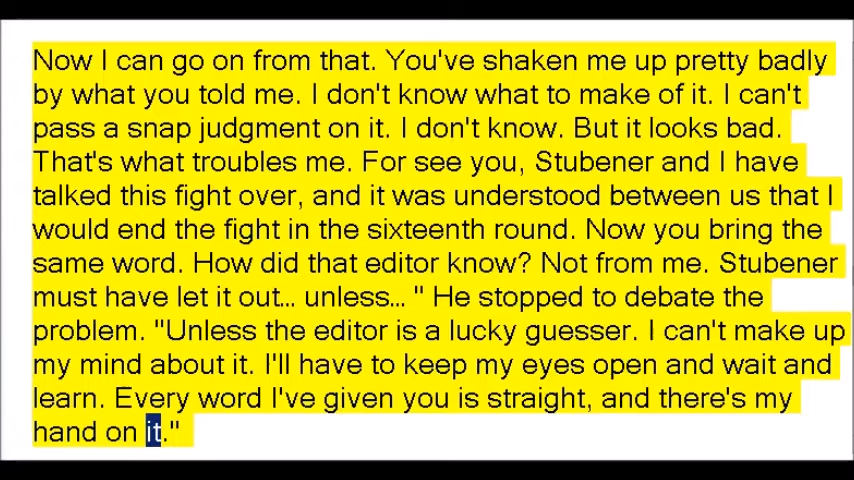 Now I can go on from that. You've shaken me up pretty badly
by what you told me. I don't know what to make of it. I can't
pass a snap judgment on it. I don't know. But it looks bad.
That's what troubles me. For see you, Stubener and I have
talked this fight over, and it was understood between us that I
would end the fight in the sixteenth round. Now you bring the
same word. How did that editor know? Not from me. Stubener
must have let it out... unless... " He stopped to debate the
problem. "Unless the editor is a lucky guesser. I can't make up
my mind about it. I'll have to keep my eyes open and wait and
learn. Every word I've given you is straight, and there's my
hand on it."